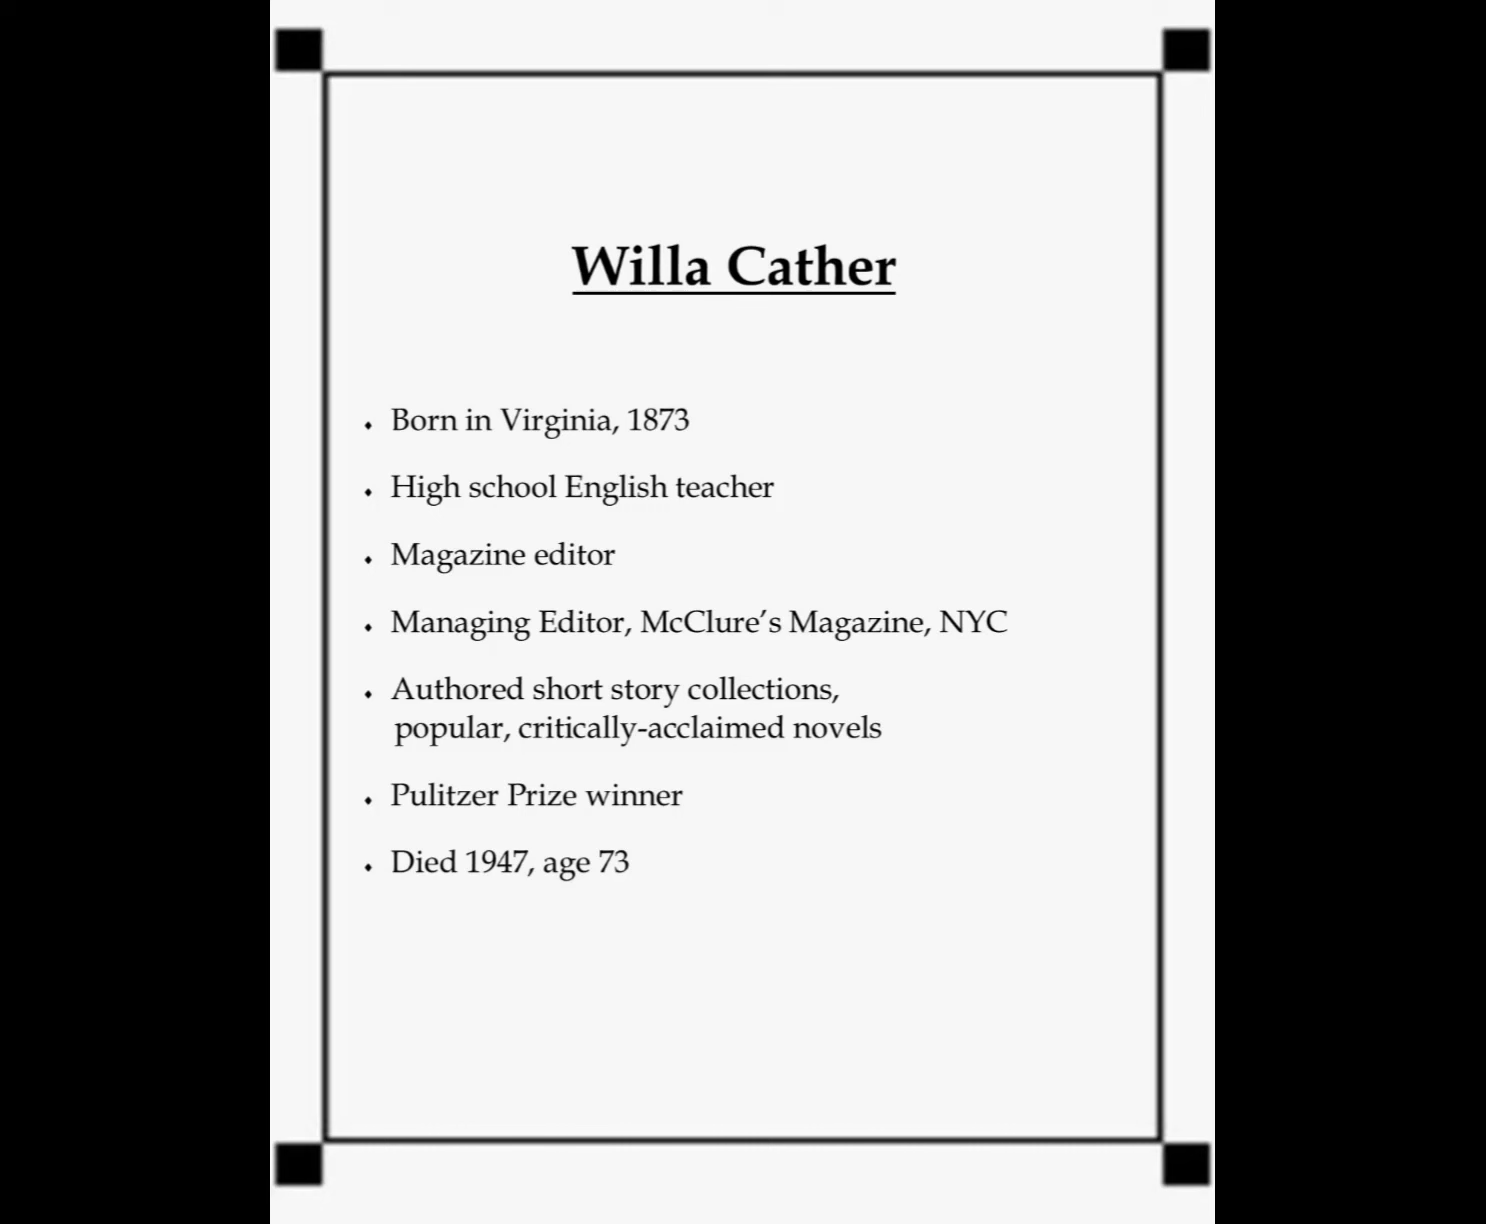 Willa Cather
⬩ Born in Virginia, 1873
⬩ High school English teacher
⬩ Magazine editor
⬩ Managing Editor, McClure’s Magazine, NYC
⬩ Authored short story collections,
popular, critically-acclaimed novels
⬩ Pulitzer Prize winner
⬩ Died 1947, age 73